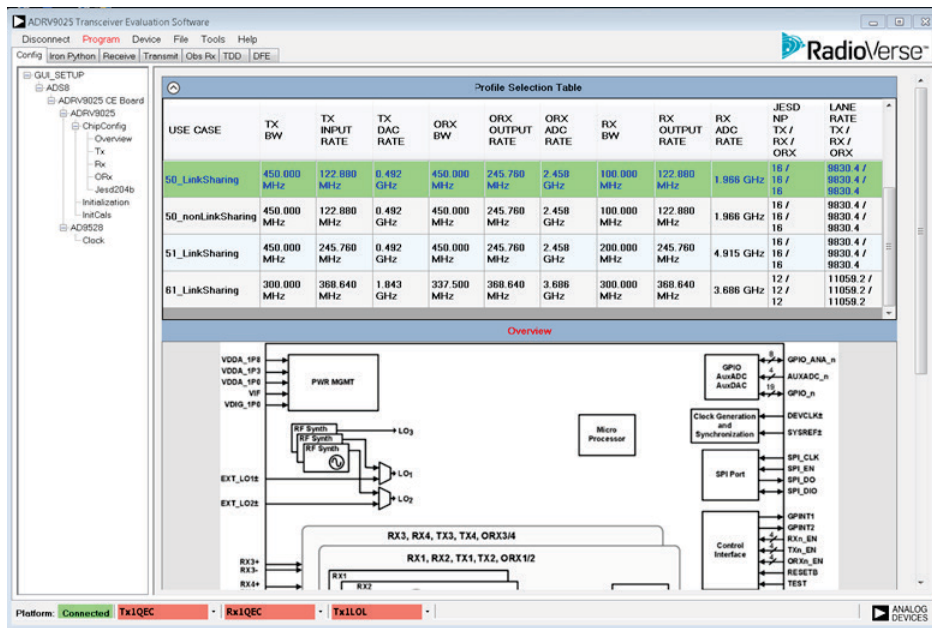 ADRV9025 Transceiver Evaluation Software
Disconnect Program Device File Tools Help
RadioVerse™
Config Iron Python Receive Transmit Obs Rx TDD DFE
GUI_SETUP
ADS8
ADRV9025 CE Board
ADRV9025
ChipConfig
Overview
Tx
Rx
ORx
Jesd204b
Initialization
InitCals
AD9528
Clock
Profile Selection Table
USE CASE TX BW TX INPUT RATE TX DAC RATE ORX BW ORX OUTPUT RATE ORX ADC RATE RX BW RX OUTPUT RATE RX ADC RATE JESD NP TX / RX / ORX LANE RATE TX / RX / ORX
50_LinkSharing 450.000 MHz 122.880 MHz 0.492 GHz 450.000 MHz 245.760 MHz 2.458 GHz 100.000 MHz 122.880 MHz 1.966 GHz 16 / 16 / 16 9830.4 / 9830.4 / 9830.4
50_nonLinkSharing 450.000 MHz 122.880 MHz 0.492 GHz 450.000 MHz 245.760 MHz 2.458 GHz 100.000 MHz 122.880 MHz 1.966 GHz 16 / 16 / 16 9830.4 / 9830.4 / 9830.4
51_LinkSharing 450.000 MHz 245.760 MHz 0.492 GHz 450.000 MHz 245.760 MHz 2.458 GHz 200.000 MHz 245.760 MHz 4.915 GHz 16 / 16 / 16 9830.4 / 9830.4 / 9830.4
61_LinkSharing 300.000 MHz 368.640 MHz 1.843 GHz 337.500 MHz 368.640 MHz 3.686 GHz 300.000 MHz 368.640 MHz 3.686 GHz 12 / 12 / 12 11059.2 / 11059.2 / 11059.2
Overview
VDDA_1P8
VDDA_1P3
VDDA_1P0
VIF
VDIG_1P0
PWR MGMT
RF Synth
RF Synth
RF Synth
LO3
LO1
LO2
EXT_LO1±
EXT_LO2±
Micro Processor
GPIO AuxADC AuxDAC
8
4
19
GPIO_ANA_n
AUXADC_n
GPIO_n
Clock Generation and Synchronization
DEVCLK±
SYSREF±
SPI Port
SPI_CLK
SPI_EN
SPI_DO
SPI_DIO
Control Interface
GPINT1
GPINT2
4
RXn_EN
4
TXn_EN
4
ORXn_EN
RESETB
TEST
RX3, RX4, TX3, TX4, ORX3/4
RX1, RX2, TX1, TX2, ORX1/2
RX1
RX2
RX3+
RX3-
RX4+
Platform: Connected Tx1QEC Rx1QEC Tx1LOL
ANALOG DEVICES